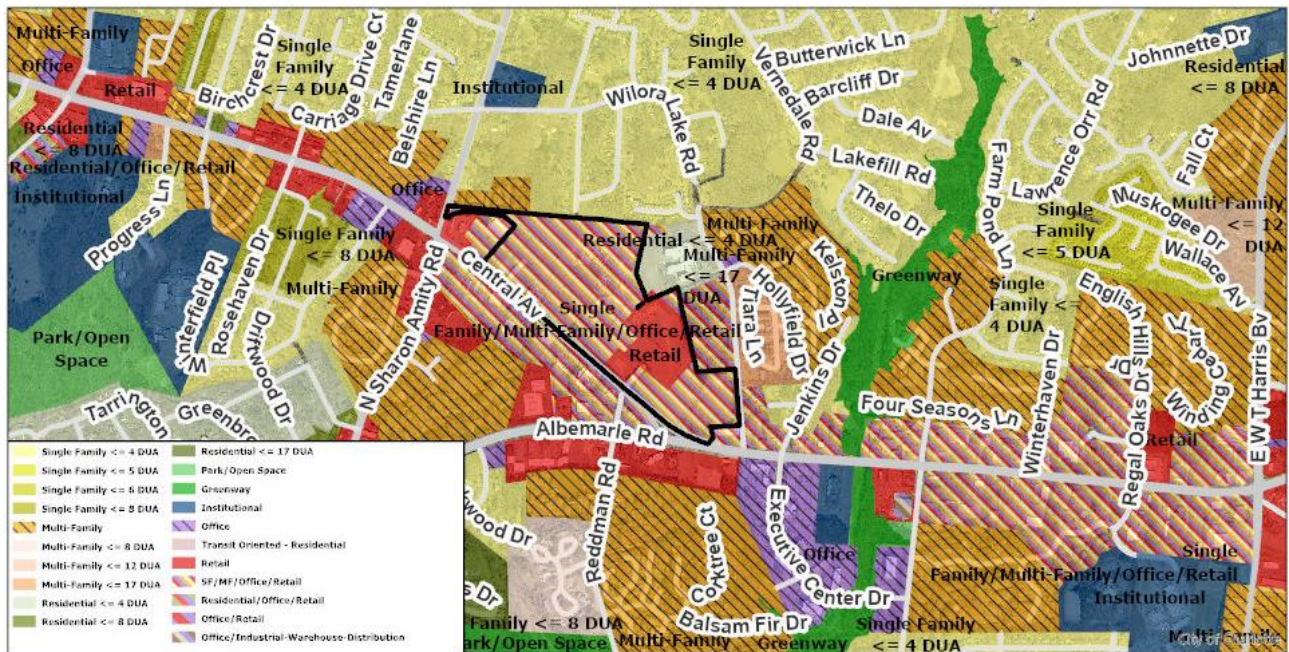 Multi-Family
Office
Retail
Birchcrest Dr
Single
Family
<= 4 DUA
Carriage Drive Cr
Tamerlane
Belshire Ln
Institutional
Wilora Lake Rd
Single
Family
<= 4 DUA
Vernedale Rd
Butterwick Ln
Barcliff Dr
Dale Av
Lakefill Rd
Thelo Dr
Johnnette Dr
Residential
<= 8 DUA
Lawrence Orr Rd
Farm Pond Ln
Fall Ct
Muskogee Dr
Wallace Av
Multi-Family
<= 12
DUA
Single
Family
<= 5 DUA
Residential
<= 8 DUA
Residential/Office/Retail
Institutional
Progress Ln
Office
Single Family
<= 8 DUA
Multi-Family
Winterfield Pl
Rosehaven Dr
Driftwood Dr
N Sharon Amity Rd
Central Av
Park/Open
Space
Tarrington
Greenbro
Multi-Family
Residential <= 4 DUA
Multi-Family
<= 17
DUA
Kelston Pl
Hollyfield Dr
Tiara Ln
Jenkins Dr
Greenway
Single
Family <=
4 DUA
English Hills Dr
Cedar
Winding
E W T Harris Bv
Single
Family/Multi-Family/Office/Retail
Retail
Four Seasons Ln
Winterhaven Dr
Regal Oaks Dr
Retail
Albemarle Rd
Reddman Rd
Executive Center Dr
Office
Corktree Ct
Balsam Fir Dr
Single
Family/Multi-Family/Office/Retail
Institutional
wood Dr
s Dr
Family <= 8 DUA
ark/Open Space
Multi-Family
Greenway
Single Family
<= 4 DUA
Multi-Family
City of Charlotte
Single Family <= 4 DUA
Single Family <= 5 DUA
Single Family <= 6 DUA
Single Family <= 8 DUA
Multi-Family
Multi-Family <= 8 DUA
Multi-Family <= 12 DUA
Multi-Family <= 17 DUA
Residential <= 4 DUA
Residential <= 8 DUA
Residential <= 17 DUA
Park/Open Space
Greenway
Institutional
Office
Transit Oriented - Residential
Retail
SF/MF/Office/Retail
Residential/Office/Retail
Office/Retail
Office/Industrial-Warehouse-Distribution